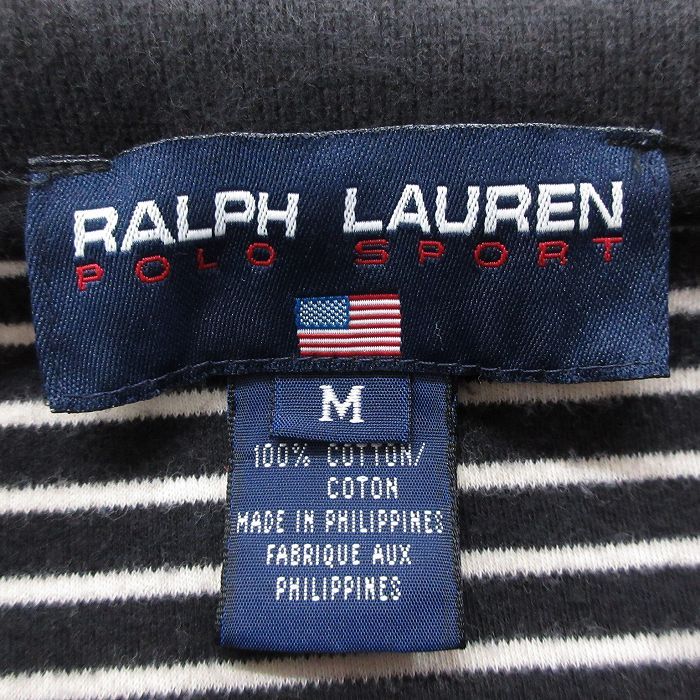 RALPH LAUREN
POLO SPORT
M
100% COTTON/
COTON
MADE IN PHILIPPINES
FABRIQUE AUX
PHILIPPINES